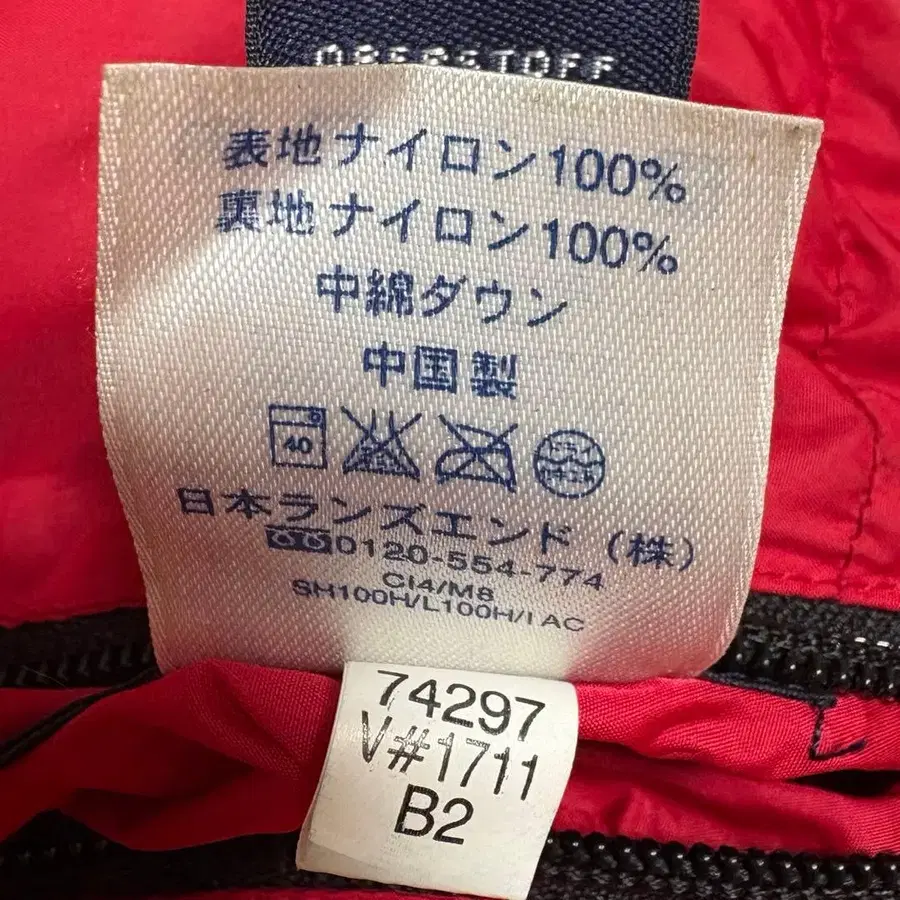 OBERSTOFF
表地ナイロン100%
裏地ナイロン100%
中綿ダウン
中国製
40
日本ランズエンド（株）
0120-554-774
CI4/M8
SH100H/L100H/I AC
74297
V#1711
B2